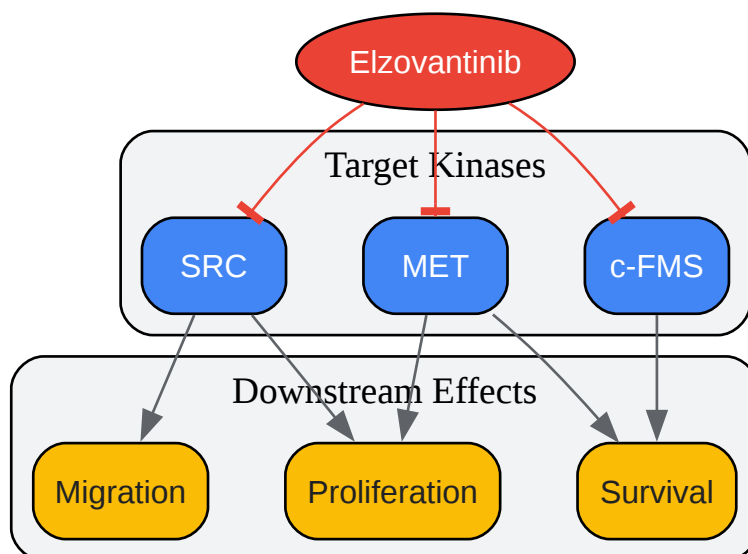 Elzovantinib
Target Kinases
SRC
MET
c-FMS
Downstream Effects
Migration
Proliferation
Survival